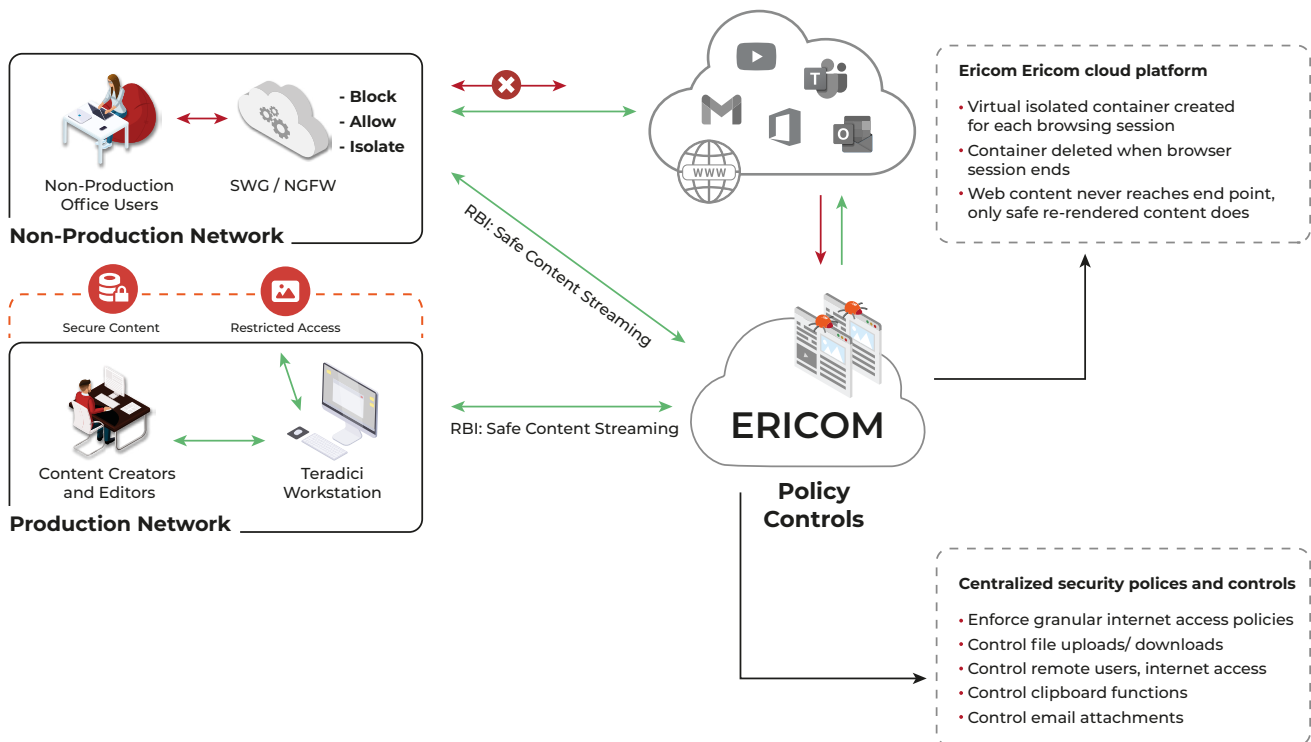 - Block
- Allow
- Isolate
Non-Production
Office Users
SWG / NGFW
Non-Production Network
T
O
WWW
Ericom Ericom cloud platform
• Virtual isolated container created
for each browsing session
• Container deleted when browser
session ends
• Web content never reaches end point,
only safe re-rendered content does
RBI: Safe Content Streaming
Secure Content
Restricted Access
Content Creators
and Editors
Teradici
Workstation
Production Network
RBI: Safe Content Streaming
ERICOM
Policy
Controls
Centralized security polices and controls
• Enforce granular internet access policies
• Control file uploads/ downloads
• Control remote users, internet access
• Control clipboard functions
• Control email attachments